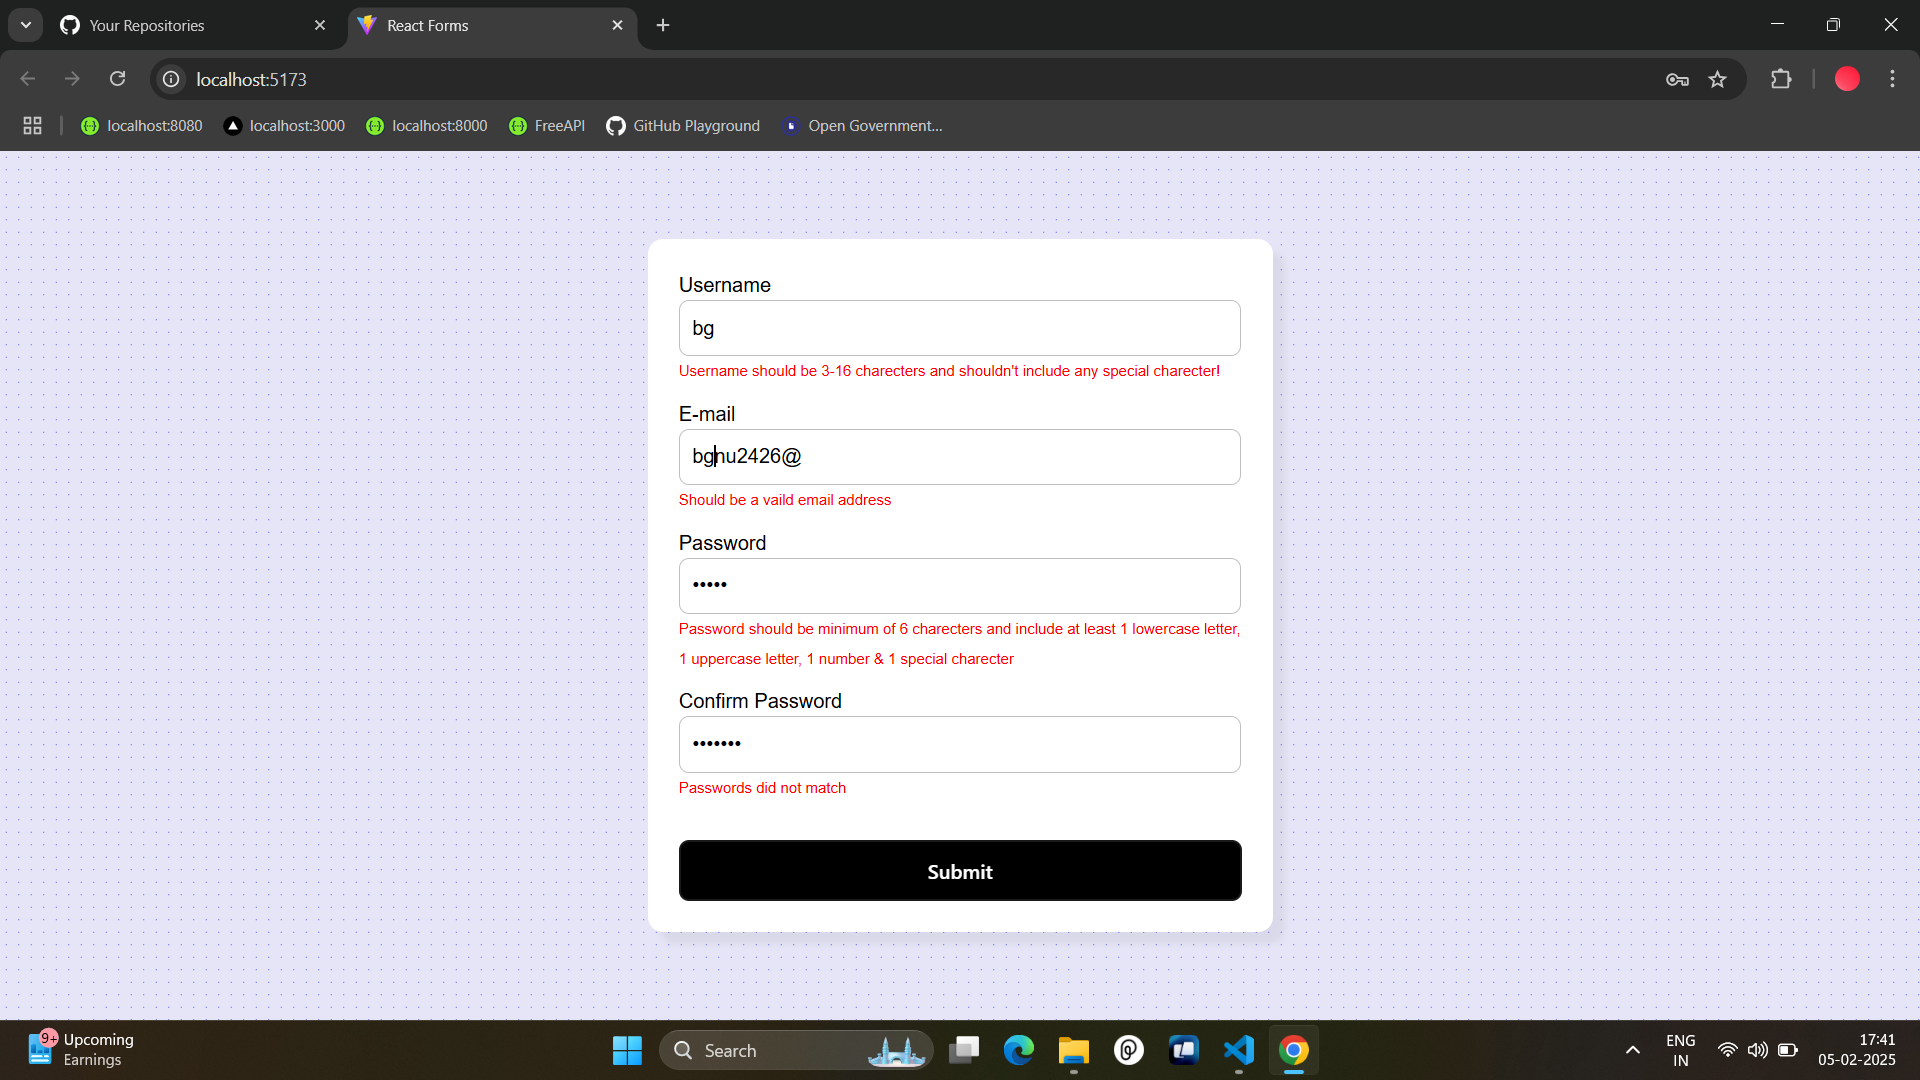 Your Repositories
React Forms
localhost:5173
localhost:8080
localhost:3000
localhost:8000
FreeAPI
GitHub Playground
Open Government...
Username
bg
Username should be 3-16 charecters and shouldn't include any special charecter!
E-mail
bgnu2426@
Should be a vaild email address
Password
•••••
Password should be minimum of 6 charecters and include at least 1 lowercase letter,
1 uppercase letter, 1 number & 1 special charecter
Confirm Password
•••••••
Passwords did not match
Submit
9+
Upcoming
Earnings
Search
ENG
IN
17:41
05-02-2025